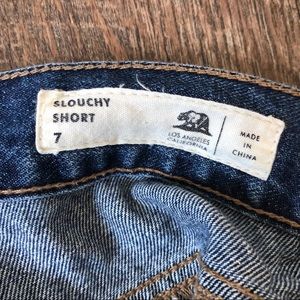 SLOUCHY
SHORT
7
LOS ANGELES
CALIFORNIA
MADE
IN
CHINA